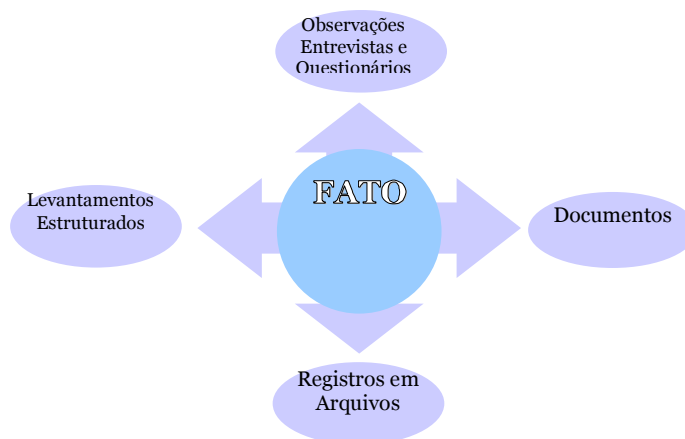 Observações
Entrevistas e
Questionários
FATO
Levantamentos
Estruturados
Documentos
Registros em
Arquivos